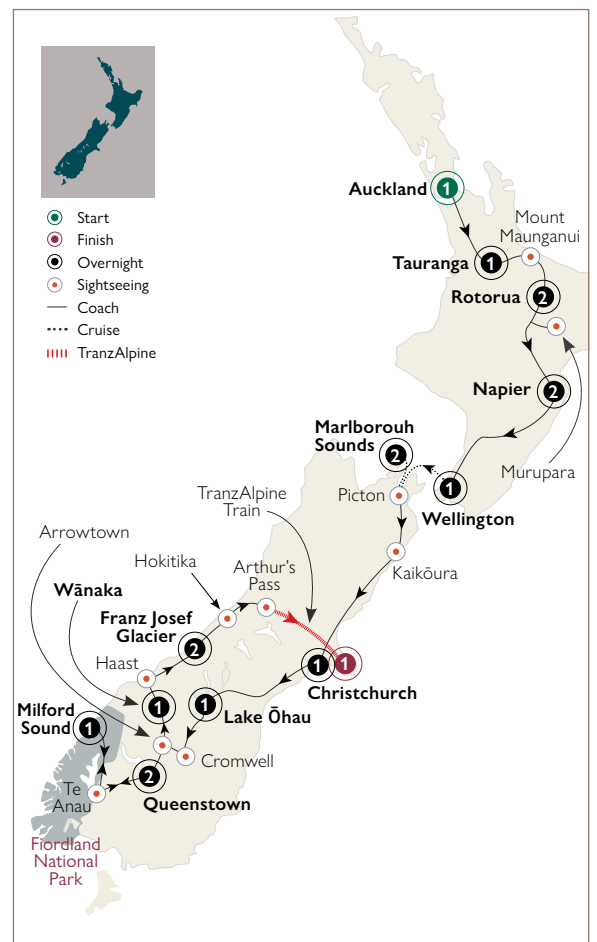 Start
Finish
Overnight
Sightseeing
Coach
Cruise
TranzAlpine
Auckland
1
Mount
Maunganui
Tauranga
1
Rotorua
2
Napier
2
Murupara
Marlborouh
Sounds
2
Picton
Wellington
1
TranzAlpine
Train
Kaikōura
Arrowtown
Hokitika
Arthur's
Pass
Wānaka
1
Franz Josef
Glacier
2
Haast
Christchurch
1
1
Lake Ōhau
1
Milford
Sound
1
Cromwell
Te
Anau
Queenstown
2
Fiordland
National
Park